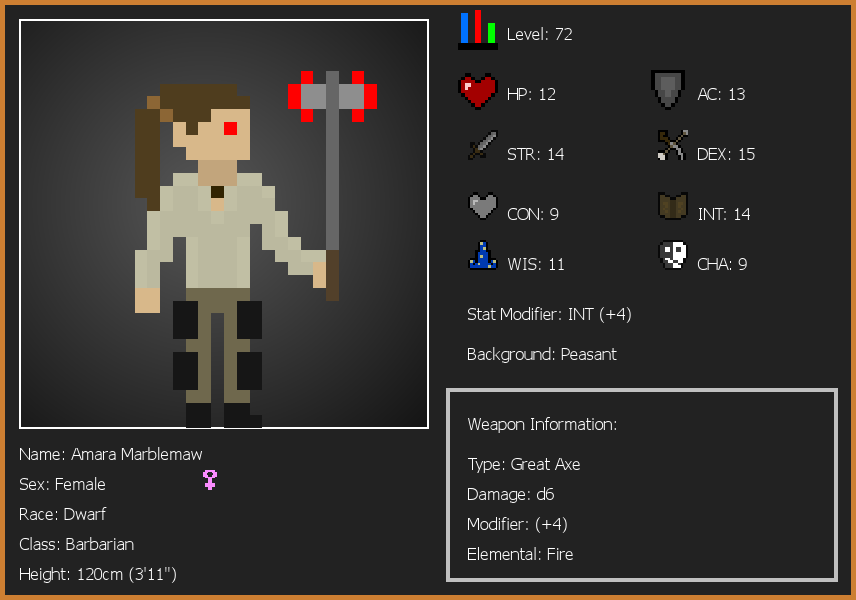 Level: 72
HP: 12
AC: 13
STR: 14
DEX: 15
CON: 9
INT: 14
WIS: 11
CHA: 9
Stat Modifier: INT (+4)
Background: Peasant
Weapon Information:
Type: Great Axe
Damage: d6
Modifier: (+4)
Elemental: Fire
Name: Amara Marblemaw
Sex: Female
Race: Dwarf
Class: Barbarian
Height: 120cm (3'11")